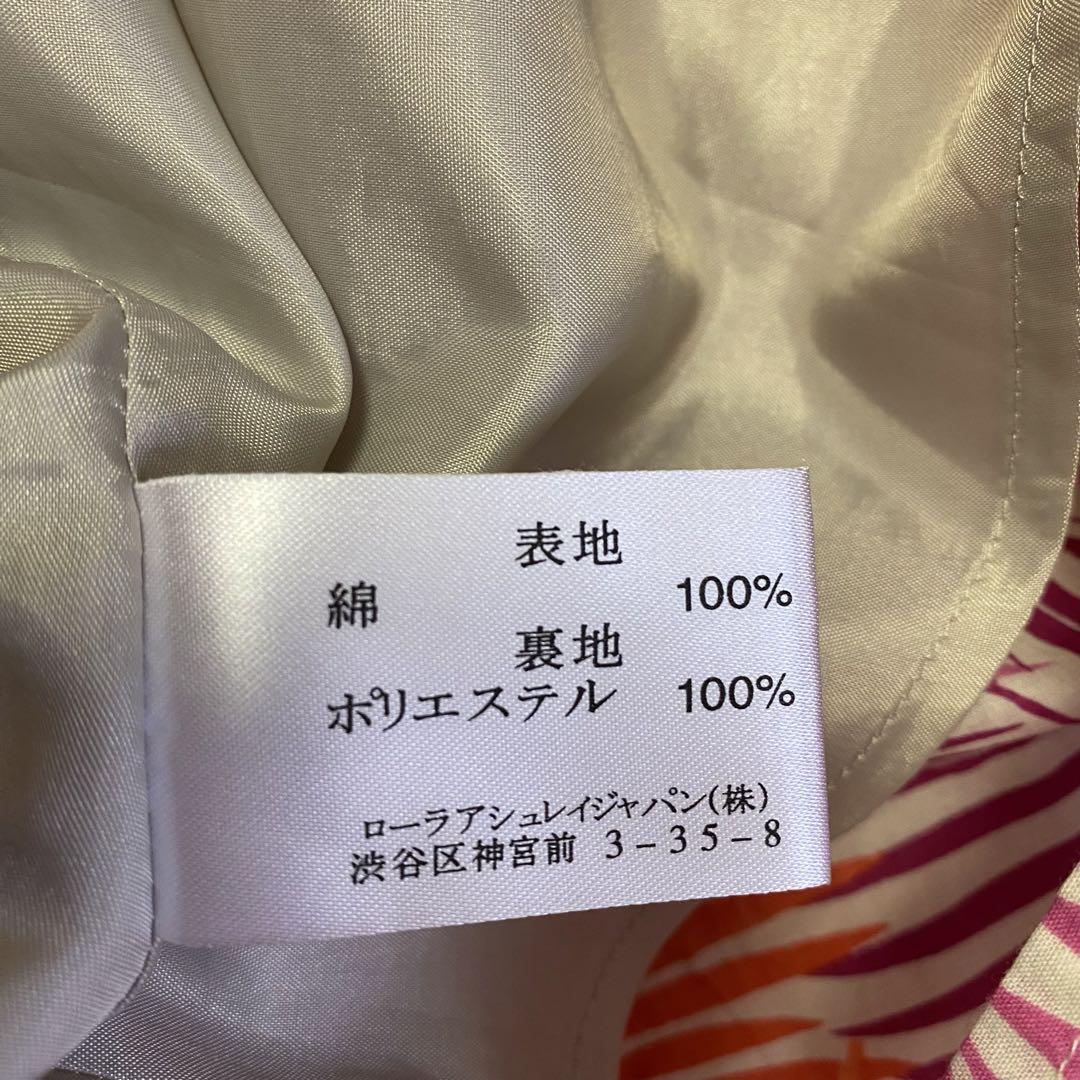 表地
綿 100%
裏地
ポリエステル 100%
ローラアシュレイジャパン(株)
渋谷区神宮前 3-35-8